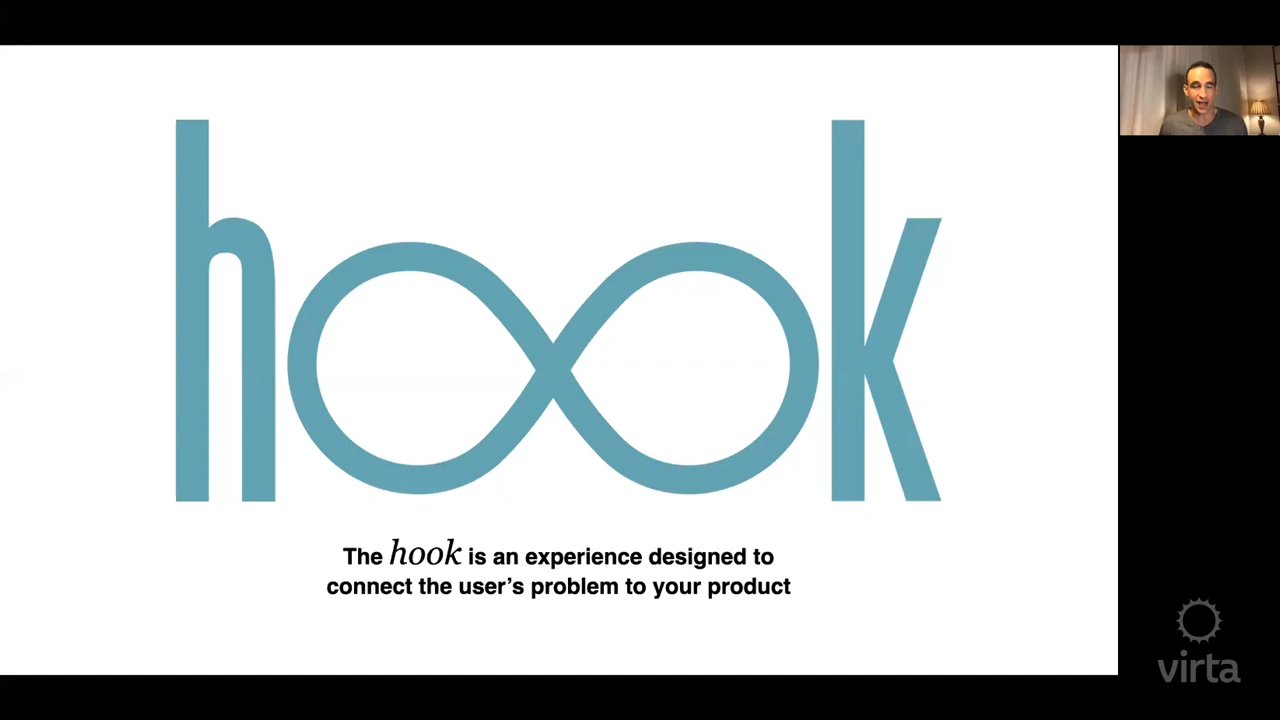 hook
The hook is an experience designed to
connect the user’s problem to your product
virta